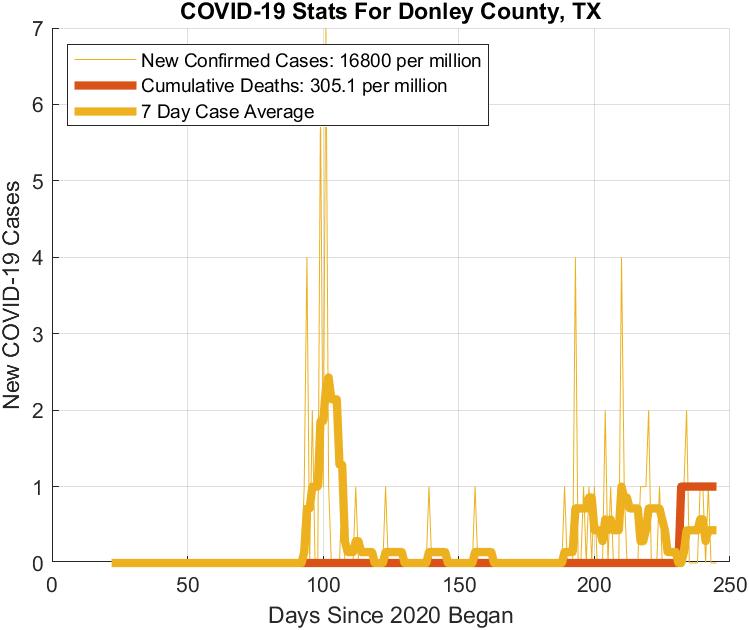 COVID-19 Stats For Donley County, TX
New Confirmed Cases: 16800 per million
Cumulative Deaths: 305.1 per million
7 Day Case Average
New COVID-19 Cases
7
6
5
4
3
2
1
0
0 50 100 150 200 250
Days Since 2020 Began